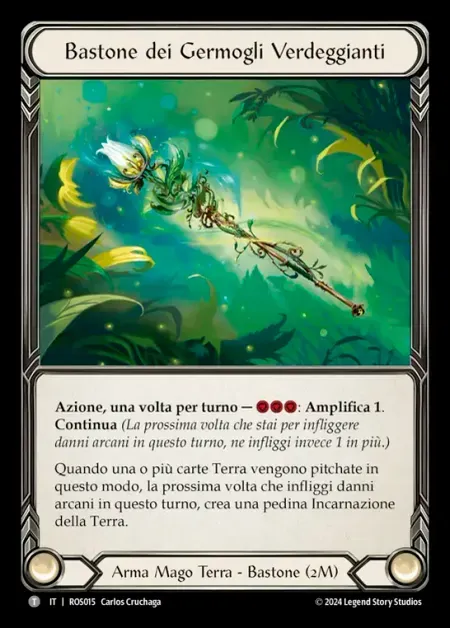 Bastone dei Germogli Verdeggianti
Azione, una volta per turno — : Amplifica 1.
Continua (La prossima volta che stai per infliggere
danni arcani in questo turno, ne infliggi invece 1 in più.)
Quando una o più carte Terra vengono pitchate in
questo modo, la prossima volta che infliggi danni
arcani in questo turno, crea una pedina Incarnazione
della Terra.
Arma Mago Terra - Bastone (2M)
T | IT | ROS015 Carlos Cruchaga
© 2024 Legend Story Studios